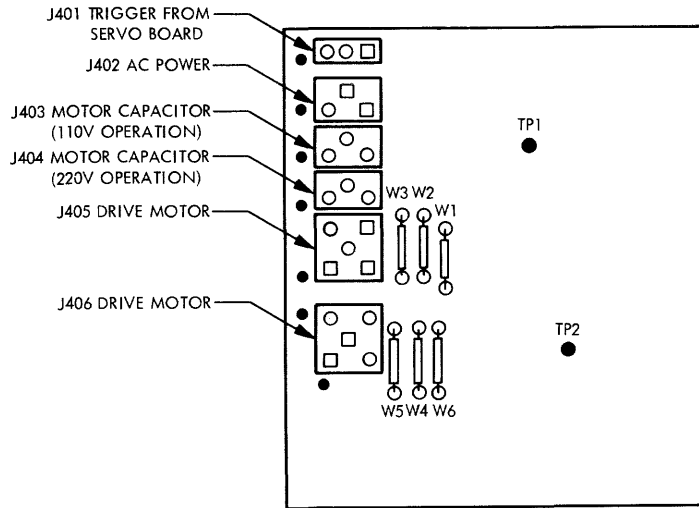 J401 TRIGGER FROM
SERVO BOARD
J402 AC POWER
J403 MOTOR CAPACITOR
(110V OPERATION)
J404 MOTOR CAPACITOR
(220V OPERATION)
J405 DRIVE MOTOR
J406 DRIVE MOTOR
TP1
W3 W2
W1
TP2
W5 W4 W6